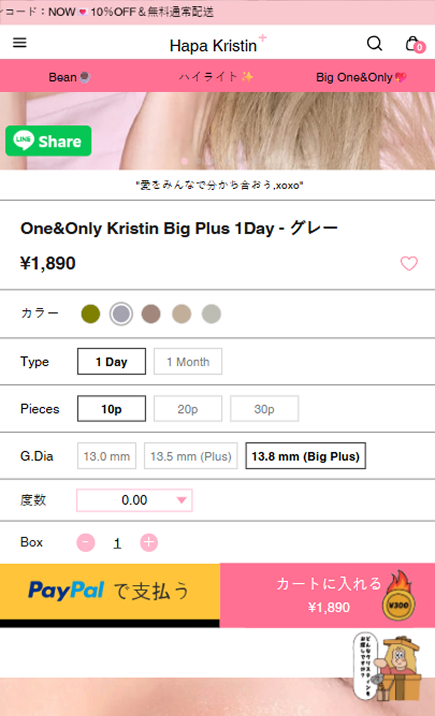 コード：NOW💗10%OFF＆無料通常配送
Hapa Kristin+
0
Bean
ハイライト✨
Big One&Only💖
LINE Share
"愛をみんなで分から合おう,xoxo"
One&Only Kristin Big Plus 1Day - グレー
¥1,890
カラー
Type 1 Day 1 Month
Pieces 10p 20p 30p
G.Dia 13.0 mm 13.5 mm (Plus) 13.8 mm (Big Plus)
度数 0.00
Box - 1 +
PayPal で支払う
カートに入れる
¥1,890
¥300